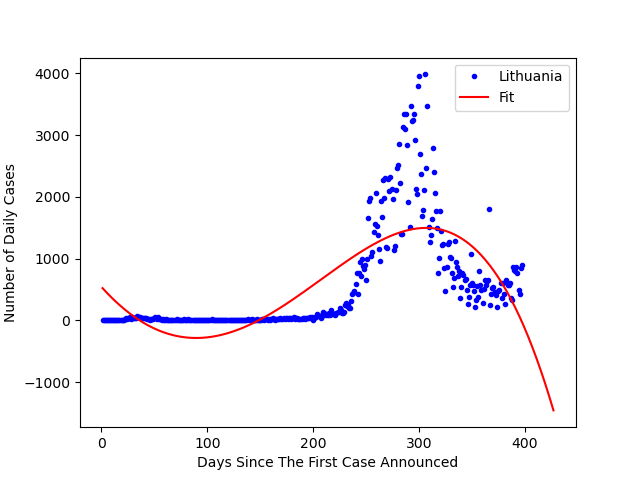 4000
3000
2000
1000
0
−1000
0 100 200 300 400
Number of Daily Cases
Days Since The First Case Announced
Lithuania
Fit